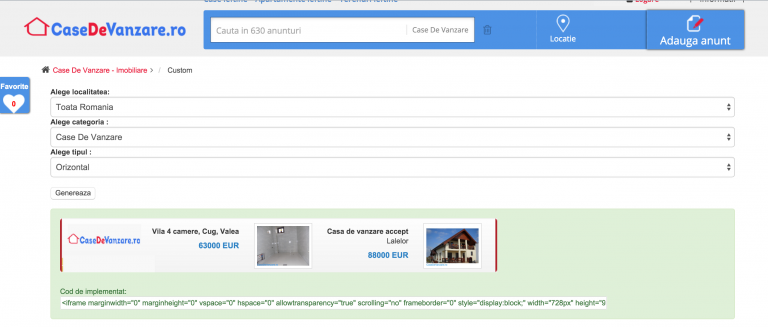 CaseDeVanzare.ro
Cauta in 630 anunturi
Case De Vanzare
Locatie
Adauga anunt
Case De Vanzare - Imobiliare > / Custom
Favorite
0
Alege localitatea:
Toata Romania
Alege categoria :
Case De Vanzare
Alege tipul :
Orizontal
Genereaza
CaseDeVanzare.ro
Vila 4 camere, Cug, Valea
63000 EUR
Casa de vanzare accept
Lalelor
88000 EUR
Cod de implementat:
<iframe marginwidth="0" marginheight="0" vspace="0" hspace="0" allowtransparency="true" scrolling="no" frameborder="0" style="display:block;" width="728px" height="9